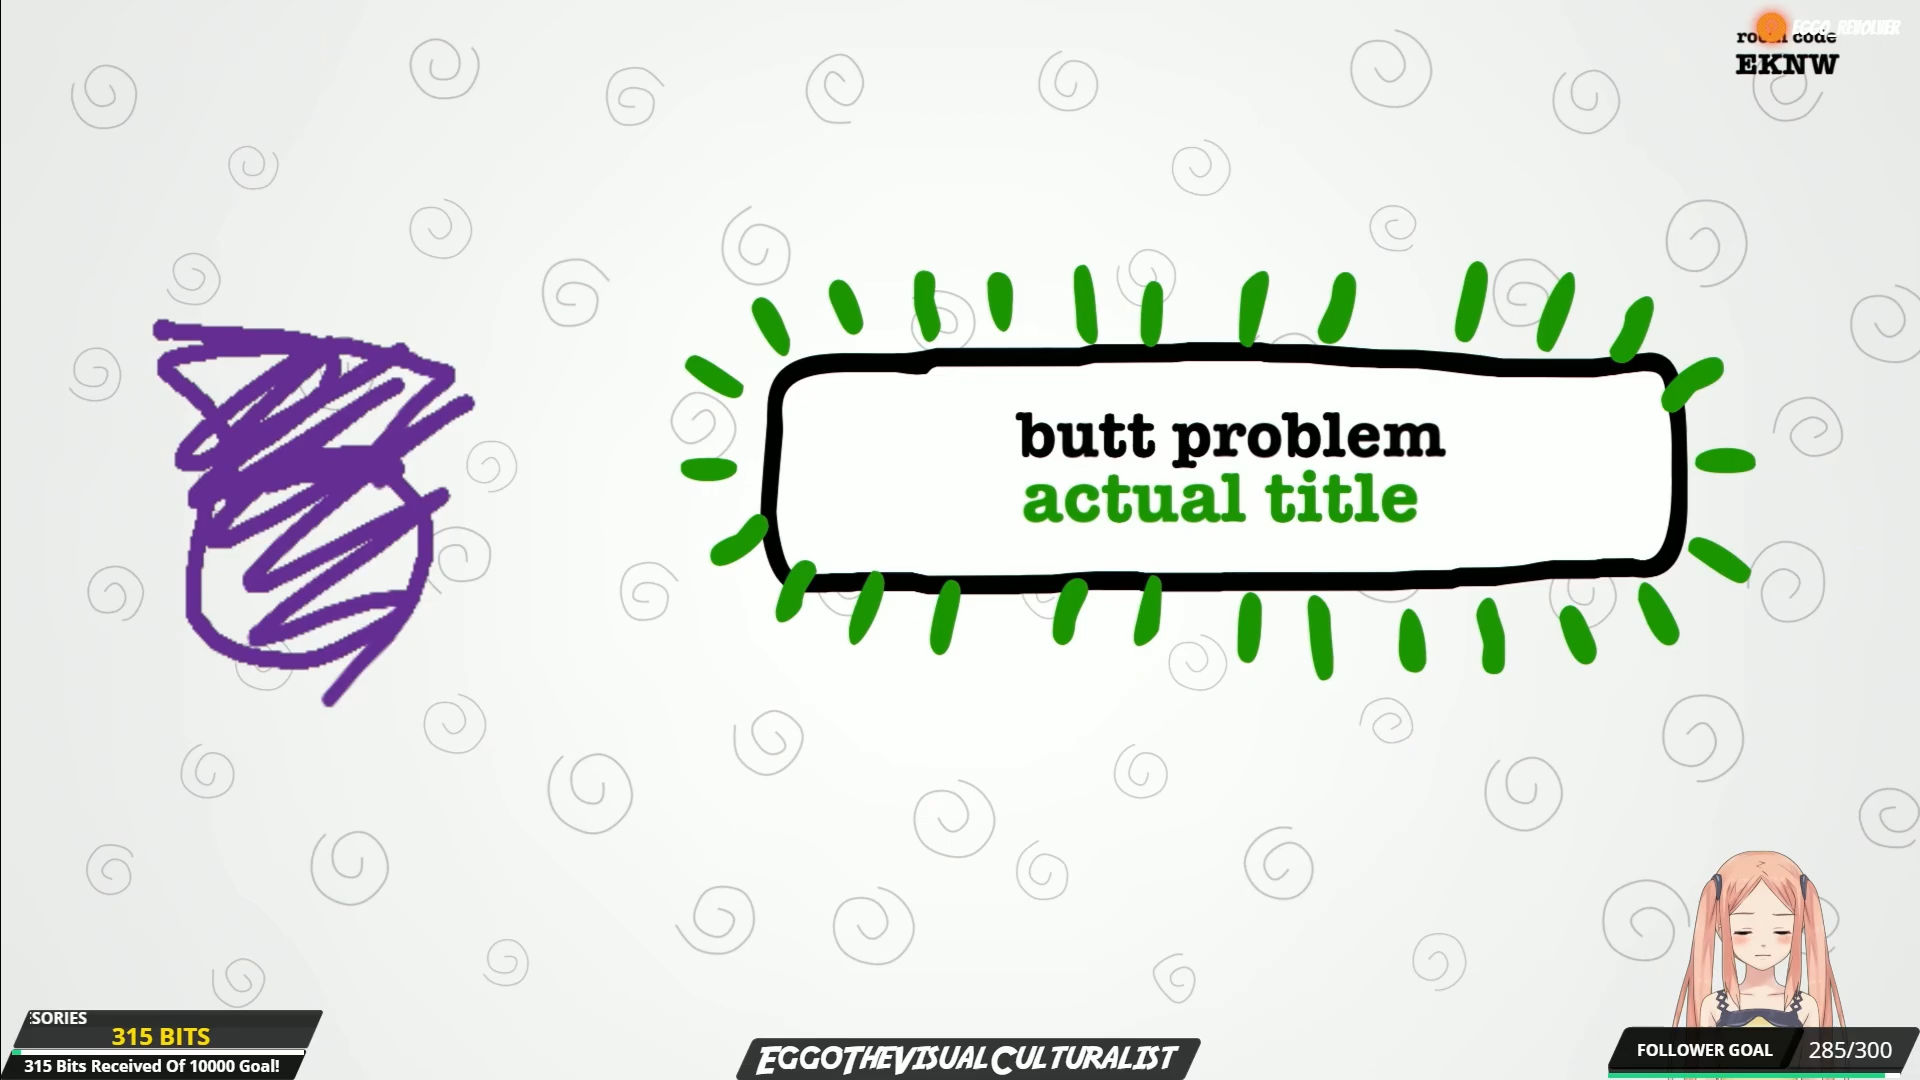 EGGO_REVOLVER
room code
EKNW
butt problem
actual title
SORIES
315 BITS
315 Bits Received Of 10000 Goal!
EGGOTHEVISUALCULTURALIST
FOLLOWER GOAL 285/300